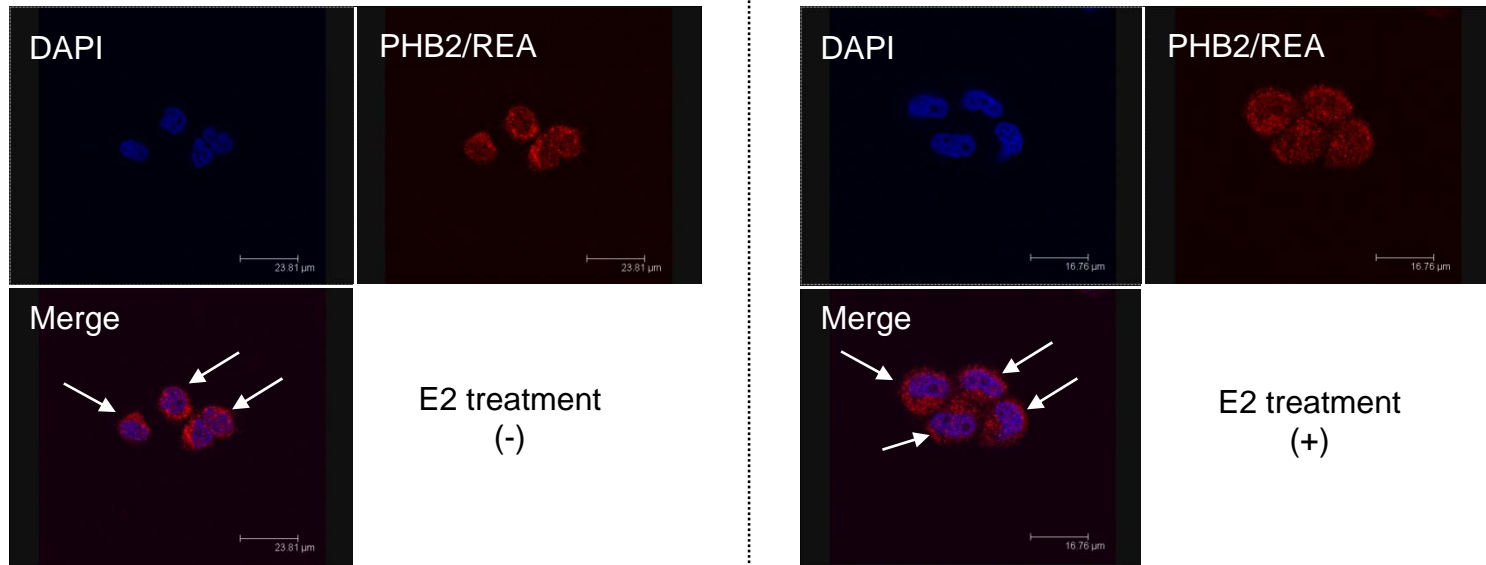 DAPI
PHB2/REA
23.81 µm
23.81 µm
Merge
23.81 µm
E2 treatment
(-)
DAPI
PHB2/REA
16.76 µm
16.76 µm
Merge
16.76 µm
E2 treatment
(+)